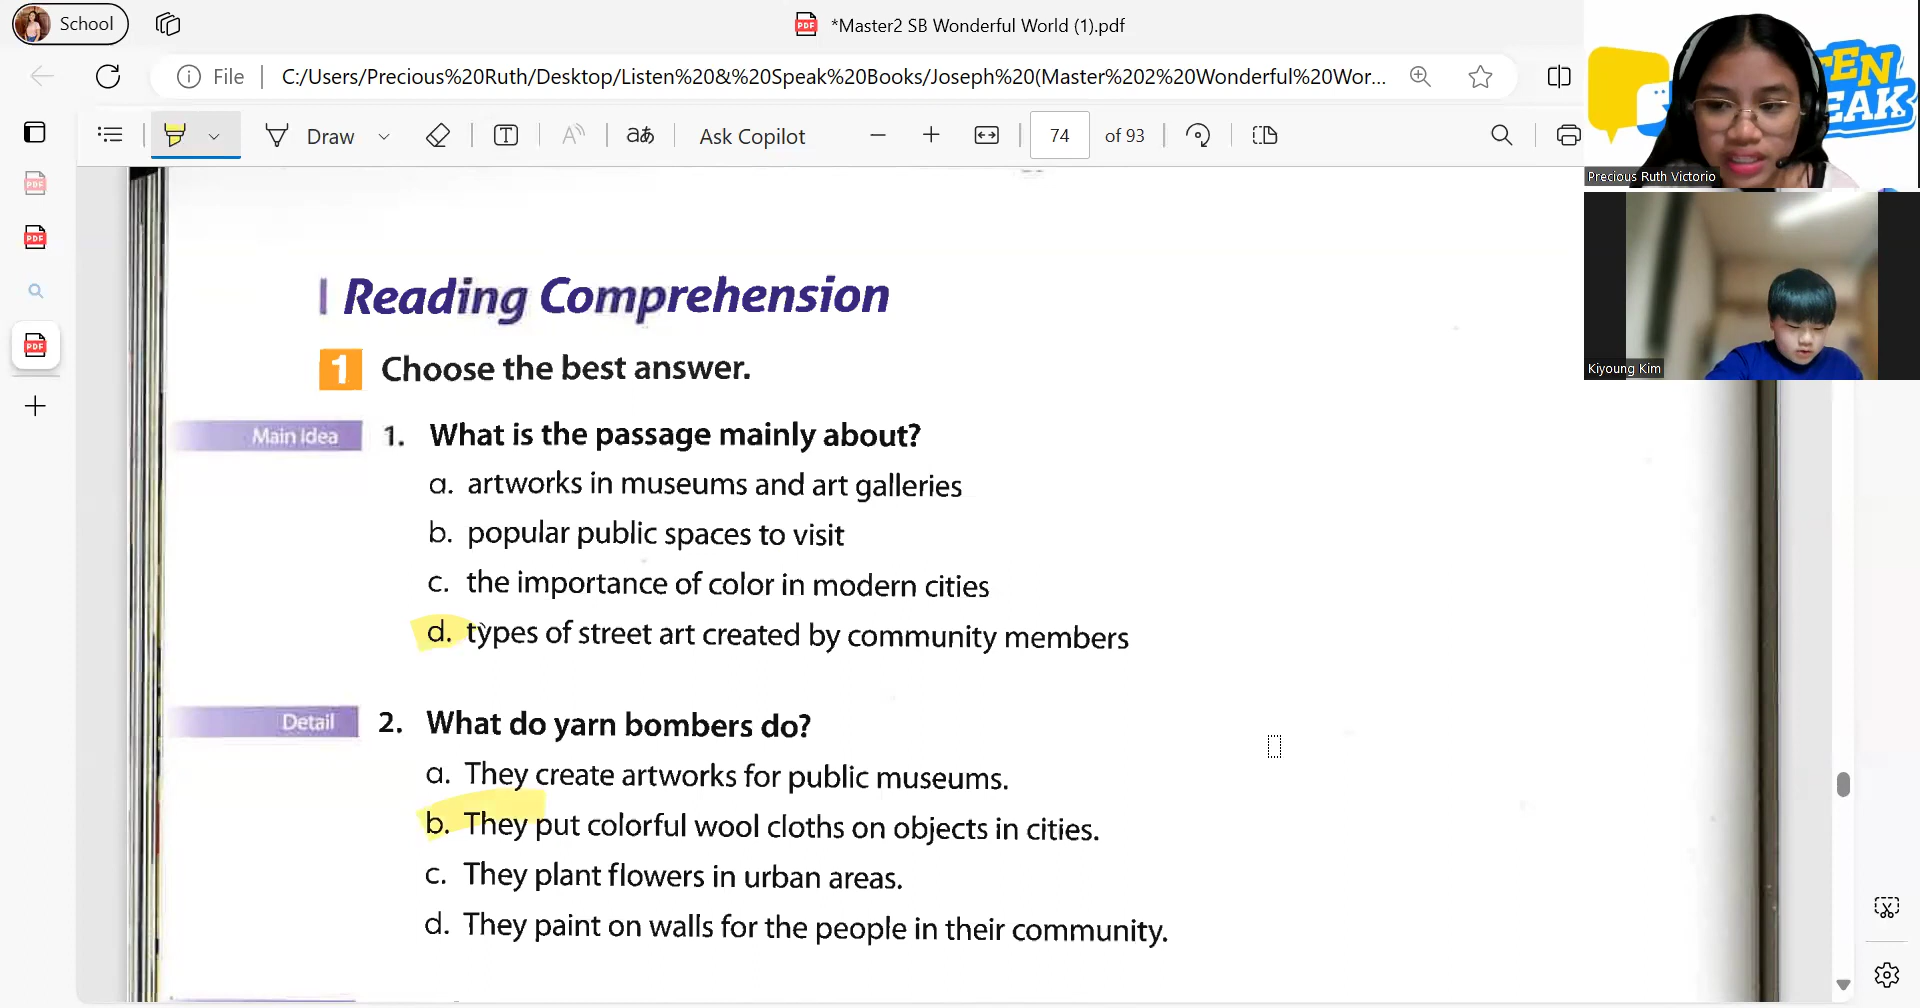 School
*Master2 SB Wonderful World (1).pdf
File
C:/Users/Precious%20Ruth/Desktop/Listen%20&%20Speak%20Books/Joseph%20(Master%202%20Wonderful%20Wor...
Draw
Ask Copilot
74
of 93
TEN
EAK
Precious Ruth Victorio
Kiyoung Kim
Reading Comprehension
1 Choose the best answer.
Main Idea
1. What is the passage mainly about?
a. artworks in museums and art galleries
b. popular public spaces to visit
c. the importance of color in modern cities
d. types of street art created by community members
Detail
2. What do yarn bombers do?
a. They create artworks for public museums.
b. They put colorful wool cloths on objects in cities.
c. They plant flowers in urban areas.
d. They paint on walls for the people in their community.